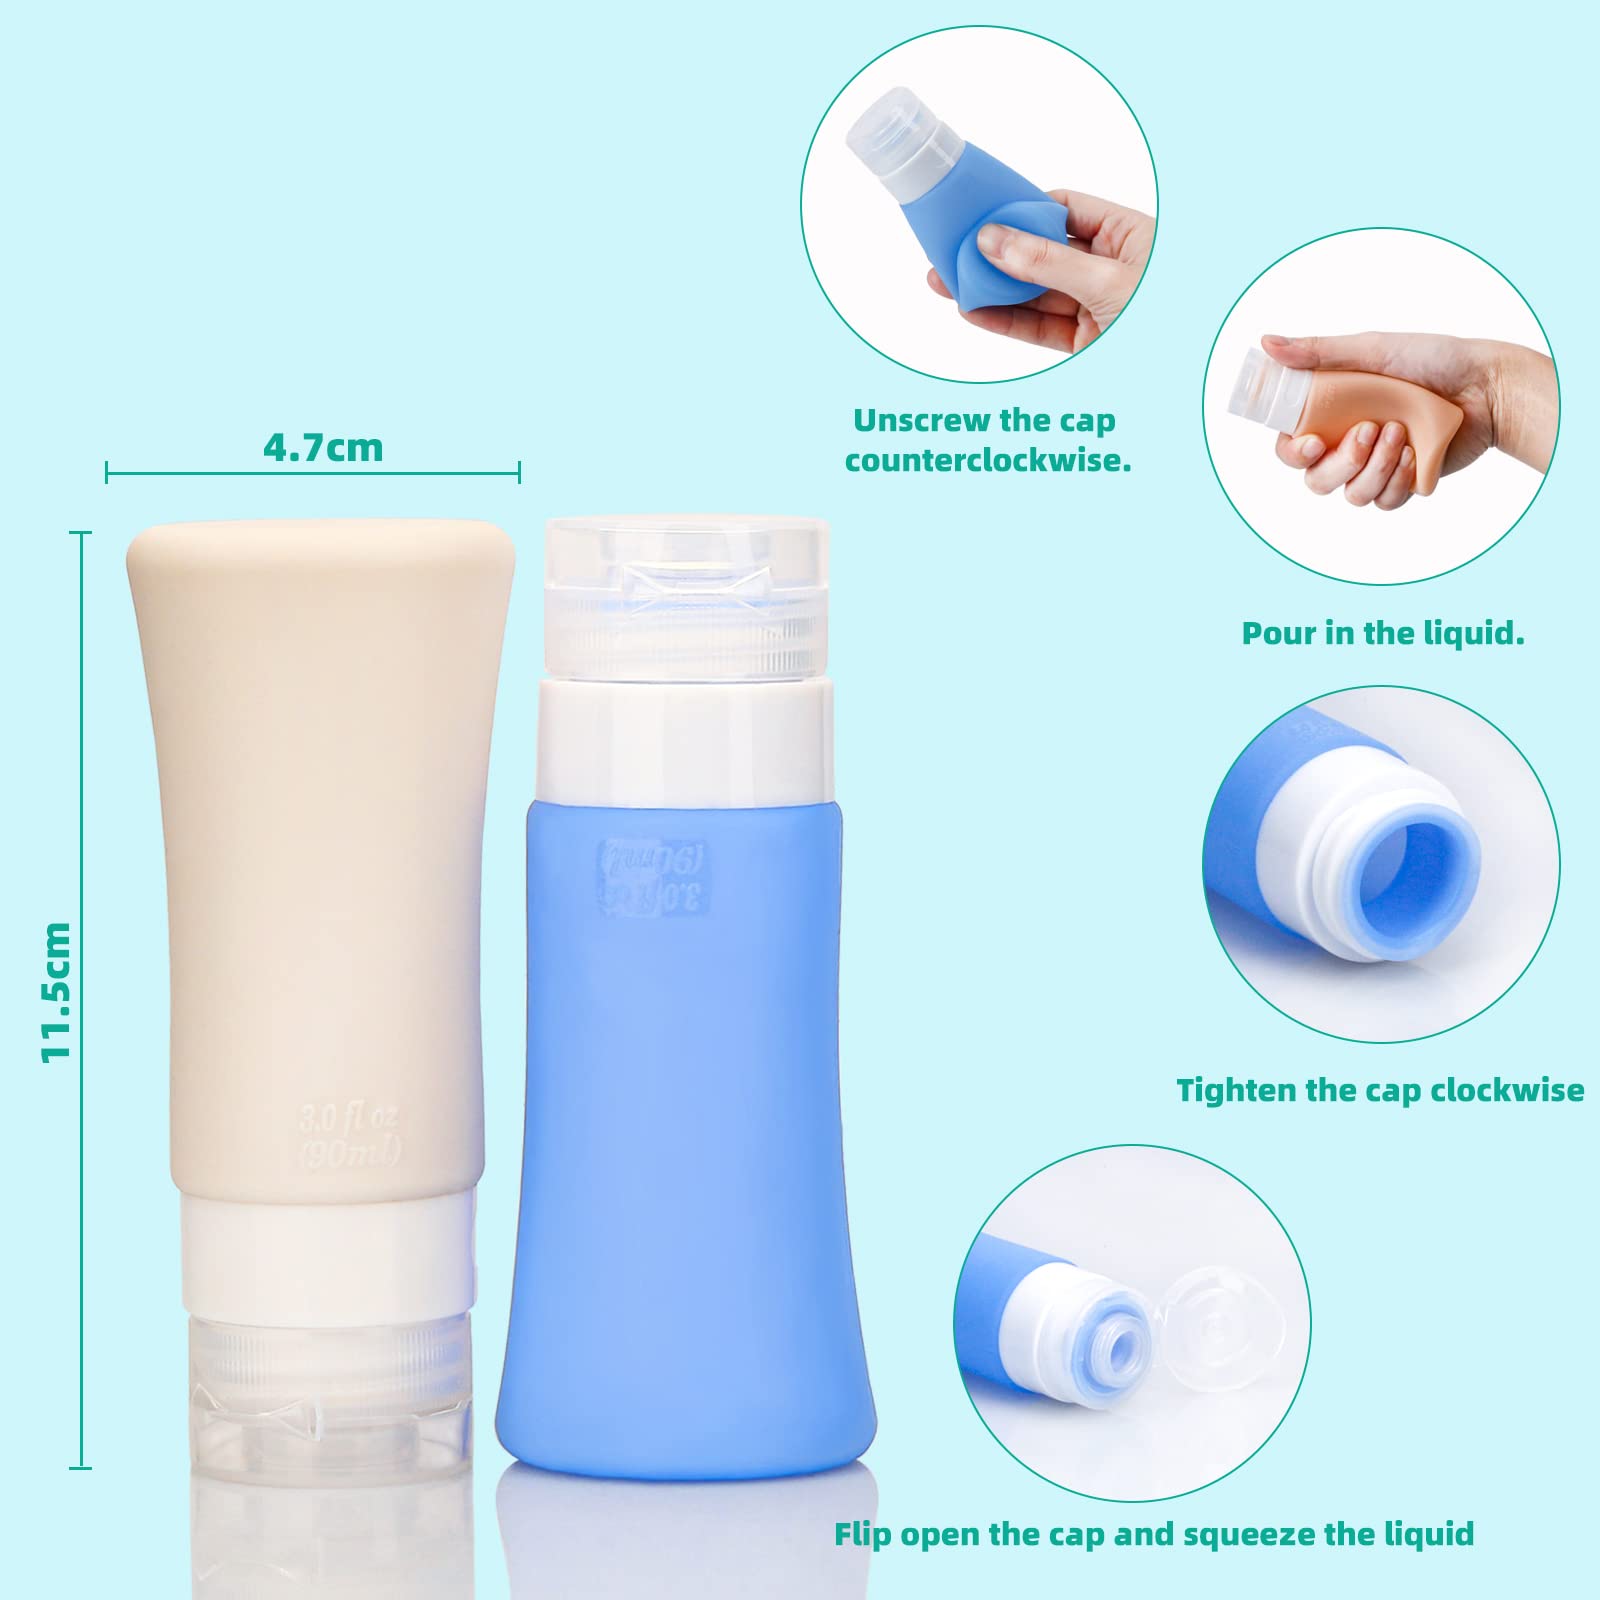 Unscrew the cap
counterclockwise.
4.7cm
Pour in the liquid.
11.5cm
Tighten the cap clockwise
3.0 fl oz
(90ml)
Flip open the cap and squeeze the liquid